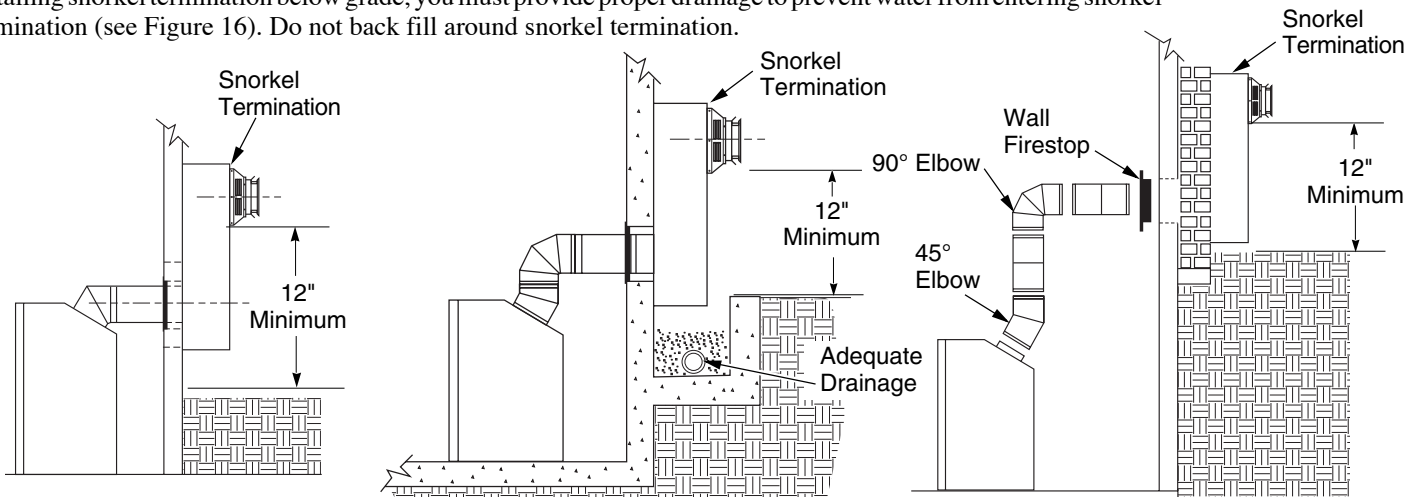 snorkel termination below grade, you must provide proper drainage to prevent water from entering snorkel
(see Figure 16). Do not back fill around snorkel termination.
Snorkel
Termination
12"
Minimum
Snorkel
Termination
12"
Minimum
Adequate
Drainage
Snorkel
Termination
Wall
Firestop
90° Elbow
45°
Elbow
12"
Minimum